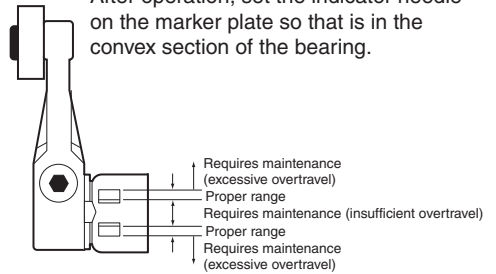 After operation, set the indicator needle
on the marker plate so that is in the
convex section of the bearing.
Requires maintenance
(excessive overtravel)
Proper range
Requires maintenance (insufficient overtravel)
Proper range
Requires maintenance
(excessive overtravel)